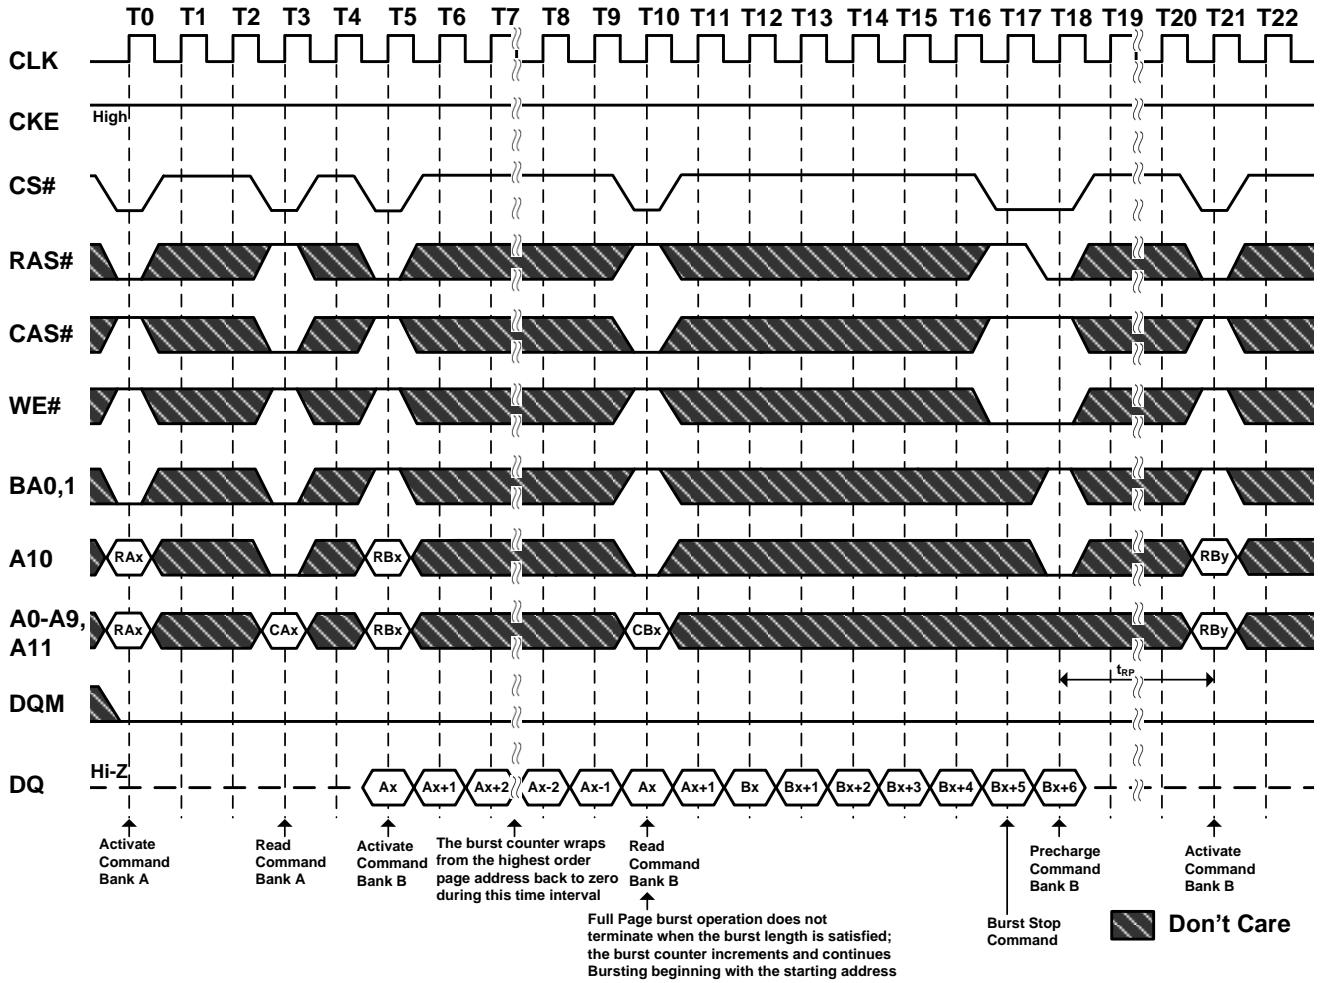 T0 T1 T2 T3 T4 T5 T6 T7 T8 T9 T10 T11 T12 T13 T14 T15 T16 T17 T18 T19 T20 T21 T22
CLK
CKE High
CS#
RAS#
CAS#
WE#
BA0,1
A10 RAx RBx RBy
A0-A9,
A11 RAx CAx RBx CBx RBy
tRP
DQM
DQ Hi-Z Ax Ax+1 Ax+2 Ax-2 Ax-1 Ax Ax+1 Bx Bx+1 Bx+2 Bx+3 Bx+4 Bx+5 Bx+6
Activate
Command
Bank A
Read
Command
Bank A
Activate
Command
Bank B
The burst counter wraps
from the highest order
page address back to zero
during this time interval
Read
Command
Bank B
Full Page burst operation does not
terminate when the burst length is satisfied;
the burst counter increments and continues
Bursting beginning with the starting address
Burst Stop
Command
Precharge
Command
Bank B
Activate
Command
Bank B
Don't Care